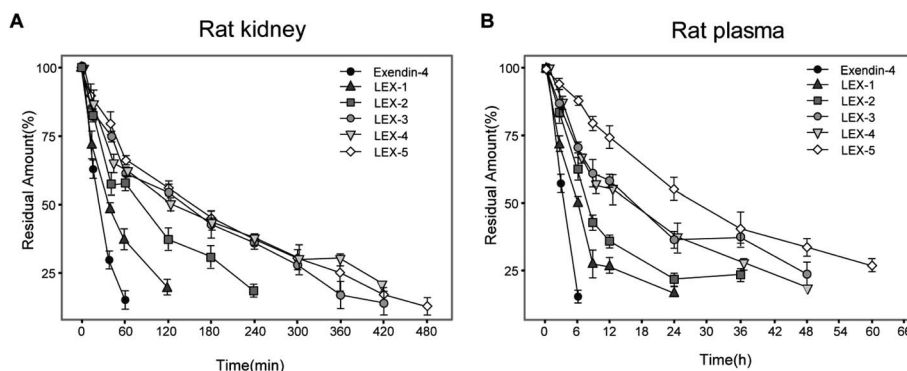 A
Rat kidney
Residual Amount(%)
100
75
50
25
0
60
120
180
240
300
360
420
480
Time(min)
Exendin-4
LEX-1
LEX-2
LEX-3
LEX-4
LEX-5
B
Rat plasma
Residual Amount(%)
100
75
50
25
0
6
12
18
24
30
36
42
48
54
60
66
Time(h)
Exendin-4
LEX-1
LEX-2
LEX-3
LEX-4
LEX-5